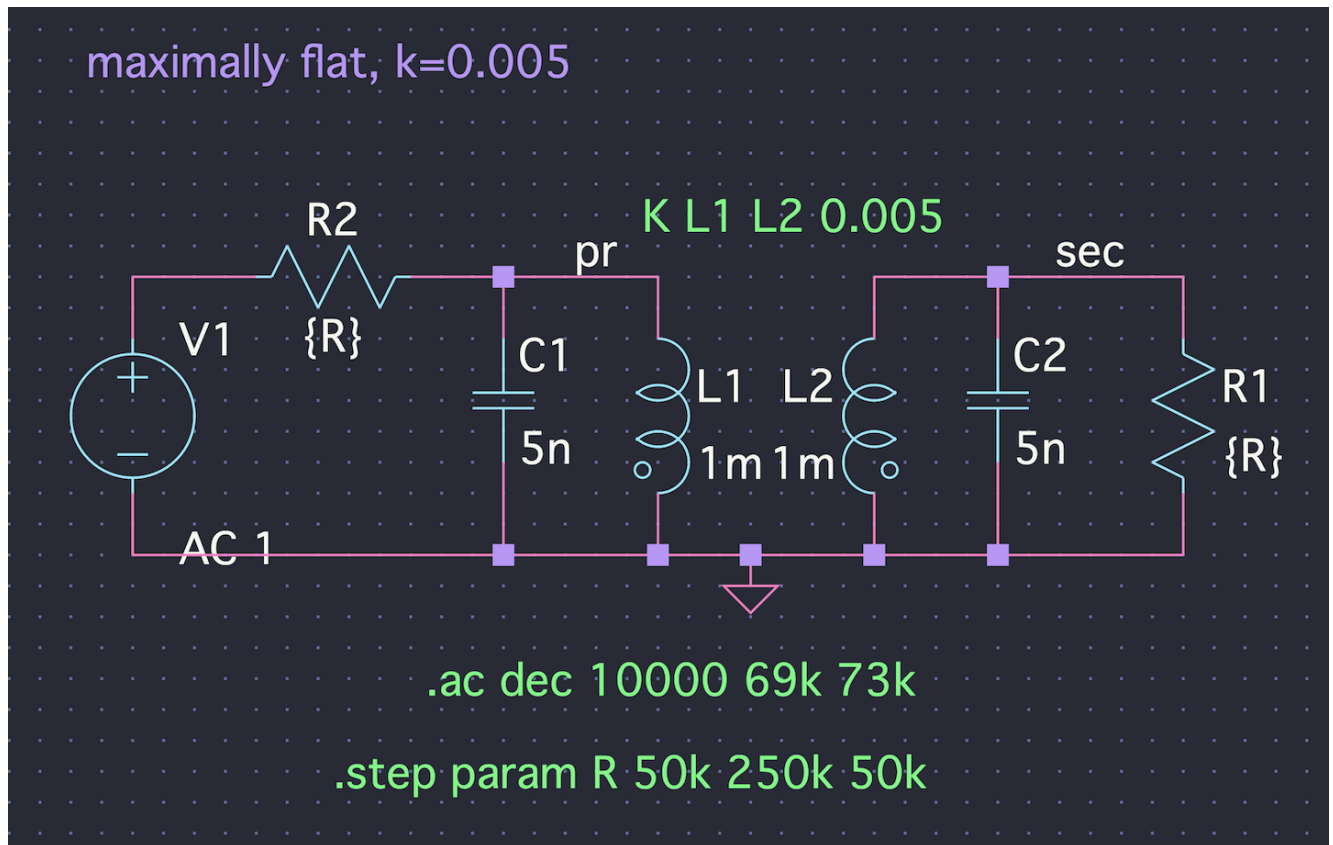 maximally flat, k=0.005
K L1 L2 0.005
R2
pr
sec
{R}
V1
C1
C2
L1
L2
R1
5n
1m
1m
5n
{R}
AC 1
.ac dec 10000 69k 73k
.step param R 50k 250k 50k